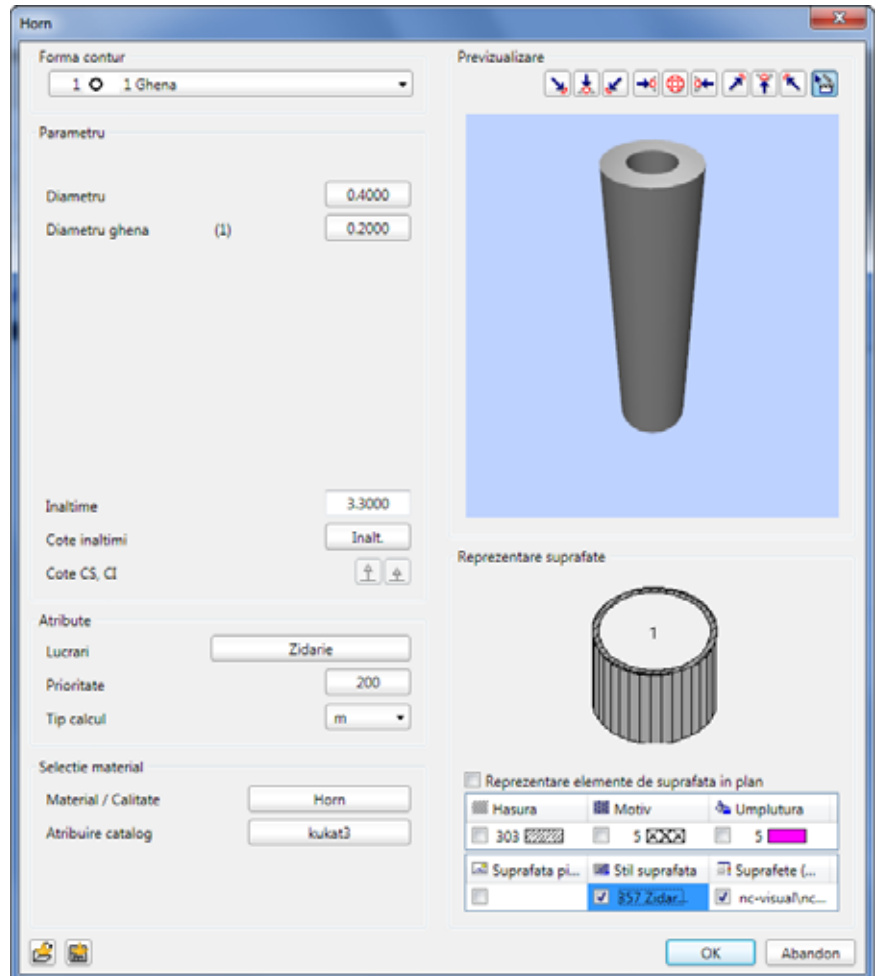 Horn
Forma contur
1 1 Ghena
Parametru
Diametru 0.4000
Diametru ghena (1) 0.2000
Inaltime 3.3000
Cote inaltimi Inalt.
Cote CS, CI
Atribute
Lucrari Zidarie
Prioritate 200
Tip calcul m
Selectie material
Material / Calitate Horn
Atribuire catalog kukat3
Previzualizare
Reprezentare suprafate
1
Reprezentare elemente de suprafata in plan
Hasura Motiv Umplutura
303 5 5
Suprafata pi... Stil suprafata Suprafete (...
357 Zidar... nc-visual\nc...
OK Abandon